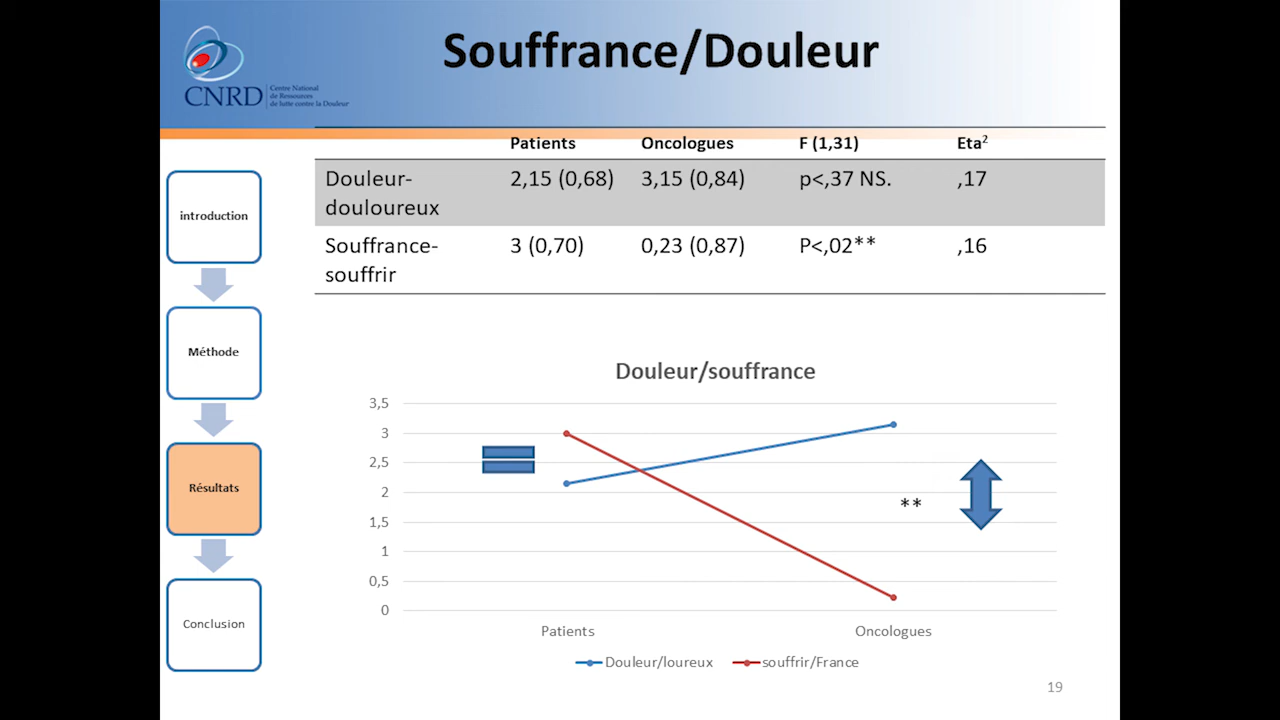 Souffrance/Douleur
CNRD
Centre National
de Ressources
de lutte contre la Douleur
Patients Oncologues F (1,31) Eta²
Douleur- 2,15 (0,68) 3,15 (0,84) p<,37 NS. ,17
douloureux
Souffrance- 3 (0,70) 0,23 (0,87) P<,02** ,16
souffrir
introduction
Méthode
Résultats
Conclusion
Douleur/souffrance
3,5
3
2,5
2
1,5
1
0,5
0
**
Patients Oncologues
Douleur/loureux souffrir/France
19